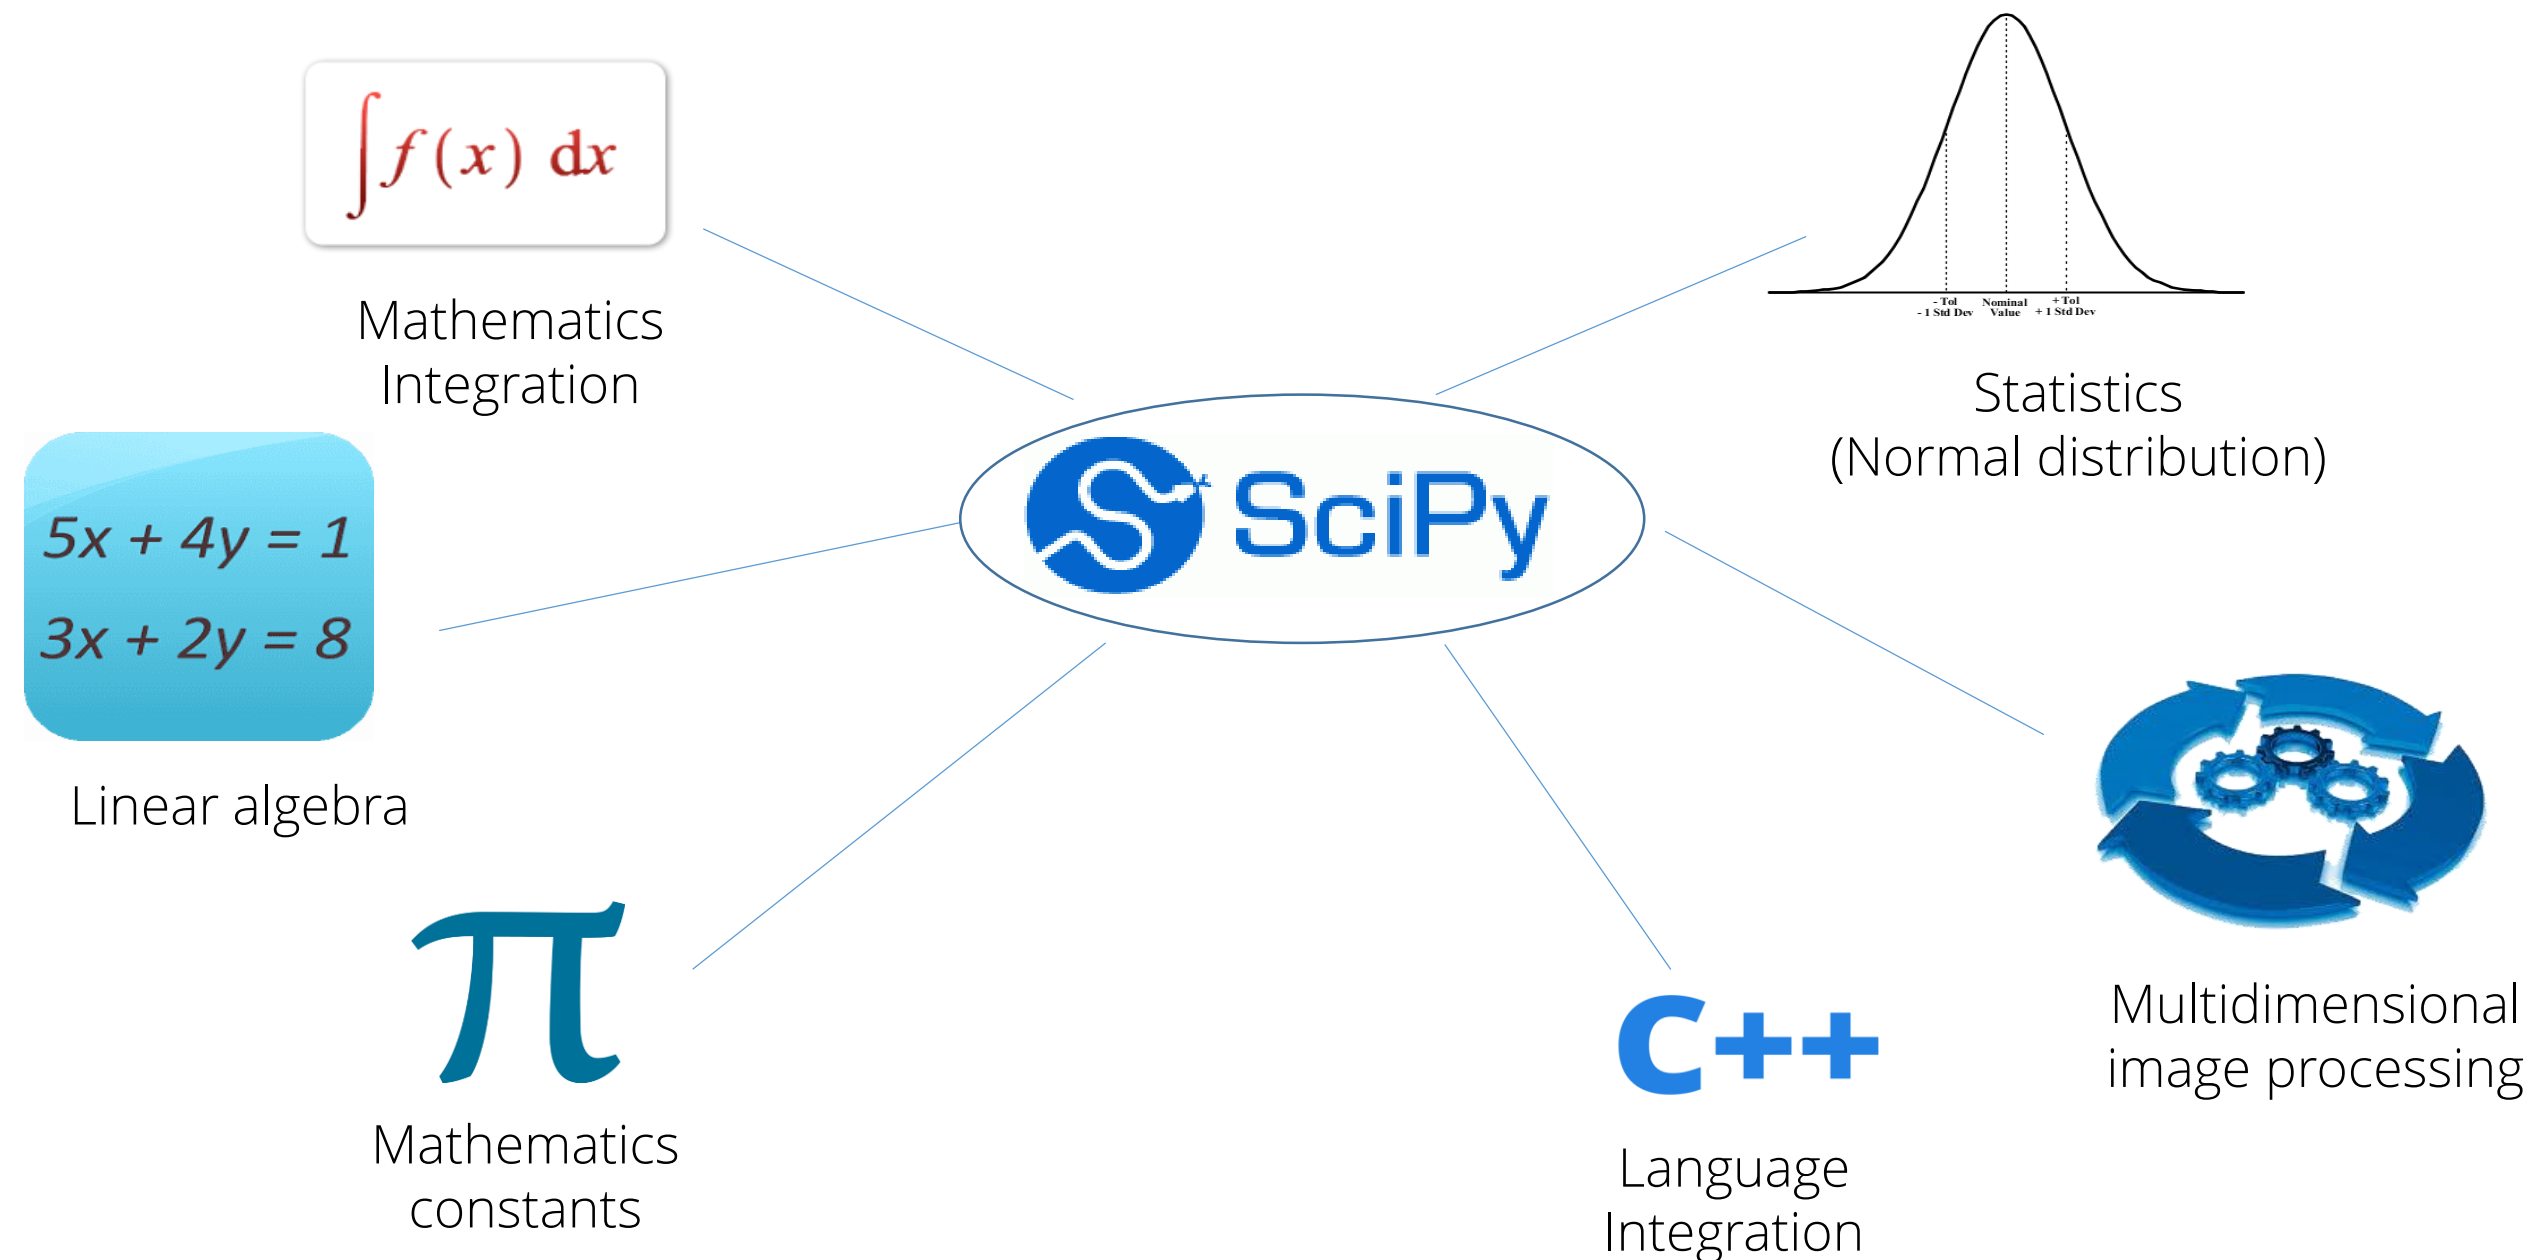 ∫f(x) dx
Mathematics
Integration
5x + 4y = 1
3x + 2y = 8
Linear algebra
π
Mathematics
constants
SciPy
- Tol
- 1 Std Dev
Nominal
Value
+ Tol
+ 1 Std Dev
Statistics
(Normal distribution)
Multidimensional
image processing
C++
Language
Integration